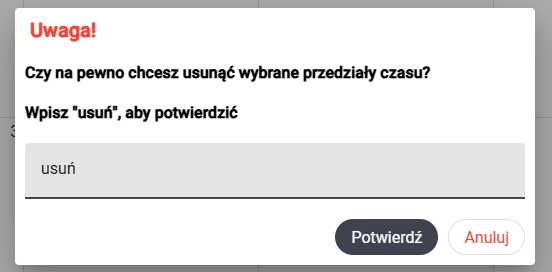 Uwaga!
Czy na pewno chcesz usunąć wybrane przedziały czasu?
Wpisz "usuń", aby potwierdzić
usuń
Potwierdź Anuluj